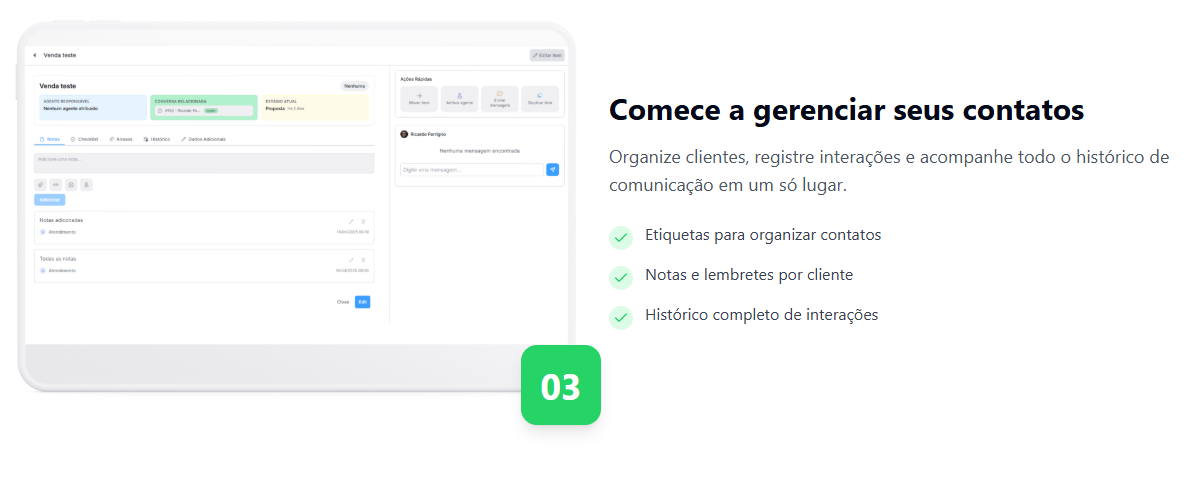 Venda teste
Editar item
Venda teste
Nenhuma
AGENTE RESPONSÁVEL
Nenhum agente atribuído
CONVERSA RELACIONADA
ESTÁGIO ATUAL
Proposta
Notas
Checklist
Anexos
Histórico
Dados Adicionais
Adicione uma nota...
Adicionar
Notas adicionadas
Atendimento
Todas as notas
Atendimento
Close
Edit
Ações Rápidas
Mover item
Enviar
mensagem
Duplicar item
Ricardo Ferrigno
Nenhuma mensagem encontrada
Digite uma mensagem...
03
Comece a gerenciar seus contatos
Organize clientes, registre interações e acompanhe todo o histórico de
comunicação em um só lugar.
Etiquetas para organizar contatos
Notas e lembretes por cliente
Histórico completo de interações